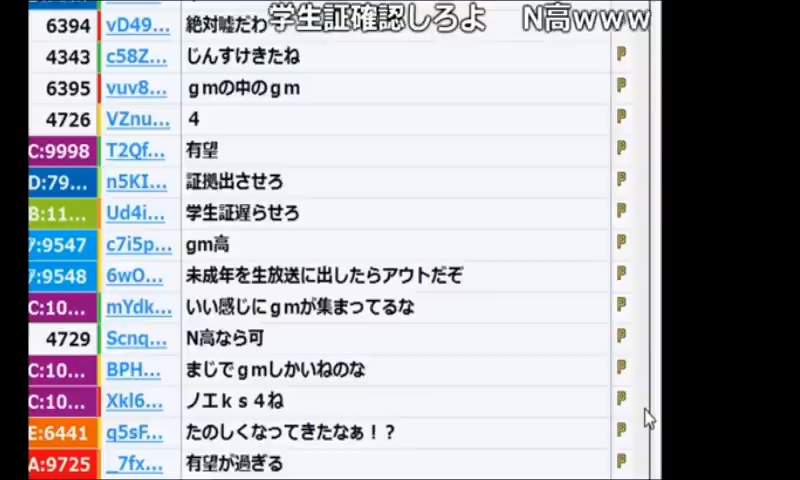 学生証確認しろよ N高ｗｗｗ
6394 vD49... 絶対嘘だわ
4343 c58Z... じんすけきたね P
6395 vuv8... ｇｍの中のｇｍ P
4726 VZnu... ４ P
C:9998 T2Qf... 有望 P
D:79... n5KI... 証拠出させろ P
B:11... Ud4i... 学生証遅らせろ P
7:9547 c7i5p... gm高 P
7:9548 6wO... 未成年を生放送に出したらアウトだぞ P
C:10... mYdk... いい感じにｇｍが集まってるな P
4729 Scnq... N高なら可 P
C:10... BPH... まじでｇｍしかいねのな P
C:10... Xkl6... ノエｋｓ４ね P
E:6441 q5sF... たのしくなってきたなぁ！？ P
A:9725 _7fx... 有望が過ぎる P